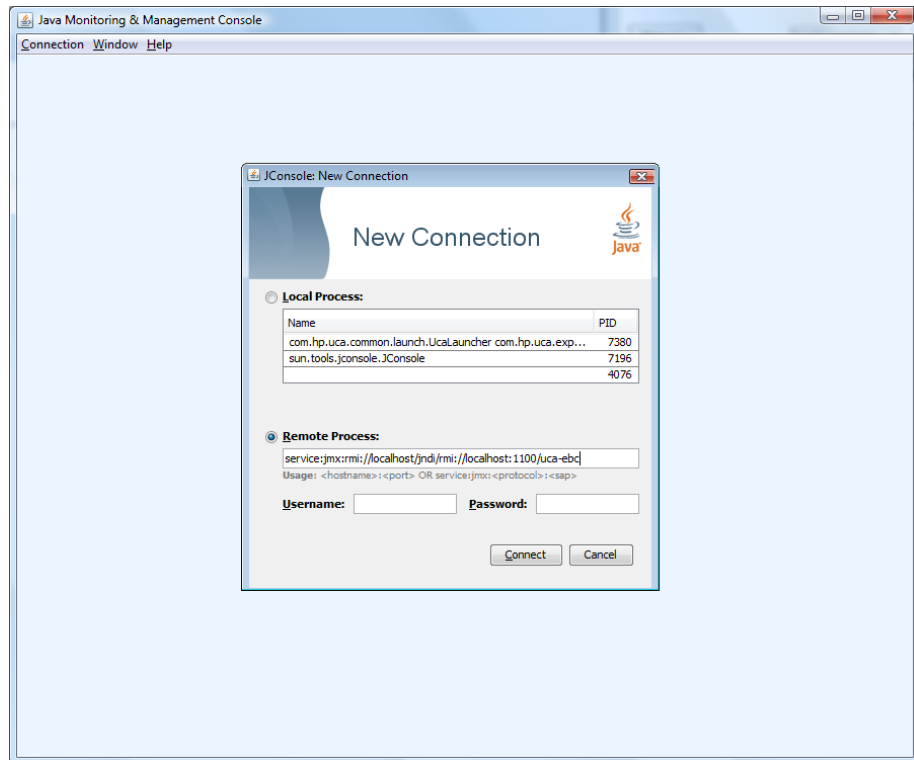 Java Monitoring & Management Console
Connection Window Help
JConsole: New Connection
New Connection
Java
Local Process:
Name PID
com.hp.uca.common.launch.UcaLauncher com.hp.uca.exp... 7380
sun.tools.jconsole.JConsole 7196
4076
Remote Process:
service:jmx:rmi://localhost/jndi/rmi://localhost:1100/uca-ebc
Usage: <hostname>:<port> OR service:jmx:<protocol>:<sap>
Username: Password:
Connect Cancel